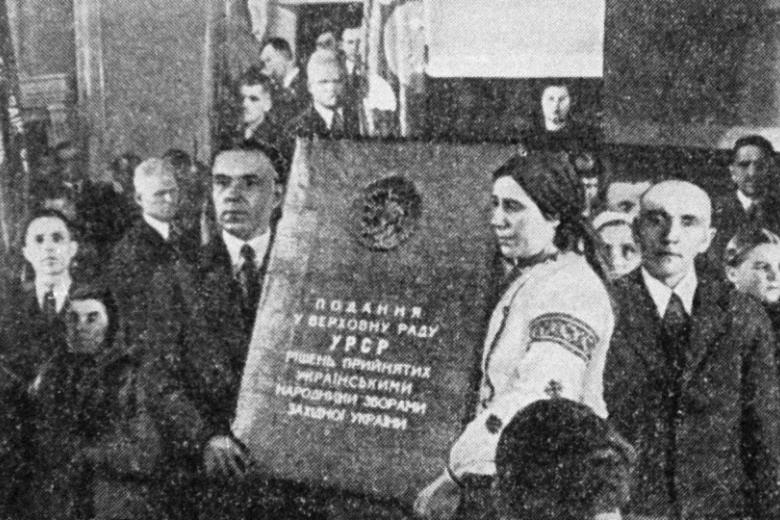 ПОДАННЯ
У ВЕРХОВНУ РАДУ
УРСР
РІШЕНЬ ПРИЙНЯТИХ
УКРАЇНСЬКИМИ
НАРОДНИМИ ЗБОРАМИ
ЗАХІДНОЇ УКРАЇНИ